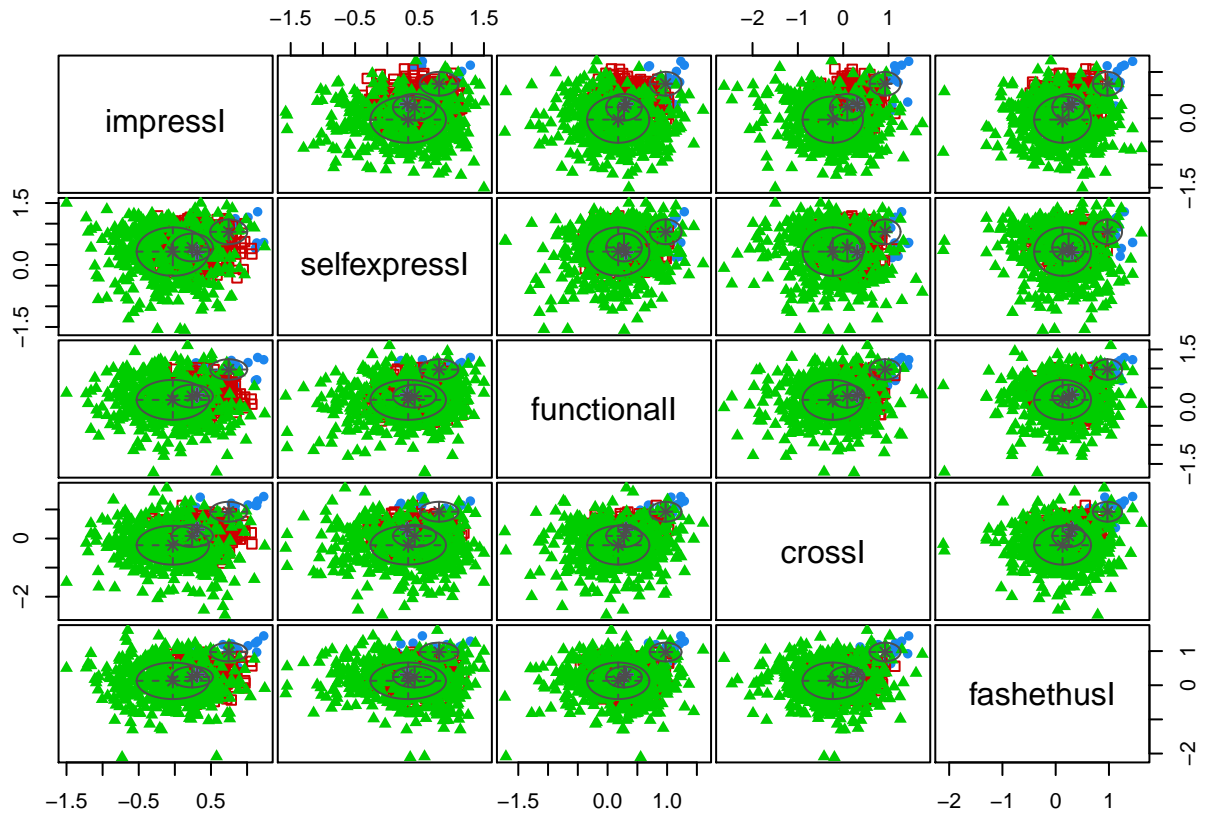 −1.5 −0.5 0.5 1.5 −2 −1 0 1
impressI
−1.5 0.0
−1.5 0.0 1.5
selfexpressI
functionalI
−1.5 0.0 1.5
−2 0
crossI
fashethusI
−2 0 1
−1.5 −0.5 0.5 −1.5 0.0 1.0 −2 −1 0 1